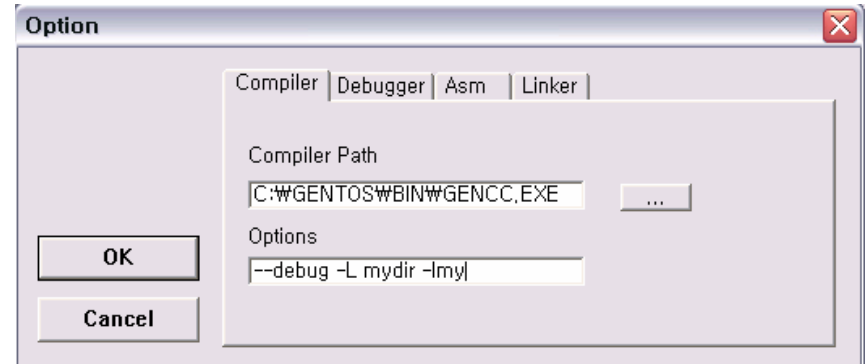 Option
Compiler Debugger Asm Linker
Compiler Path
C:₩GENTOS₩BIN₩GENCC,EXE
...
Options
--debug -L mydir -lmy
OK
Cancel